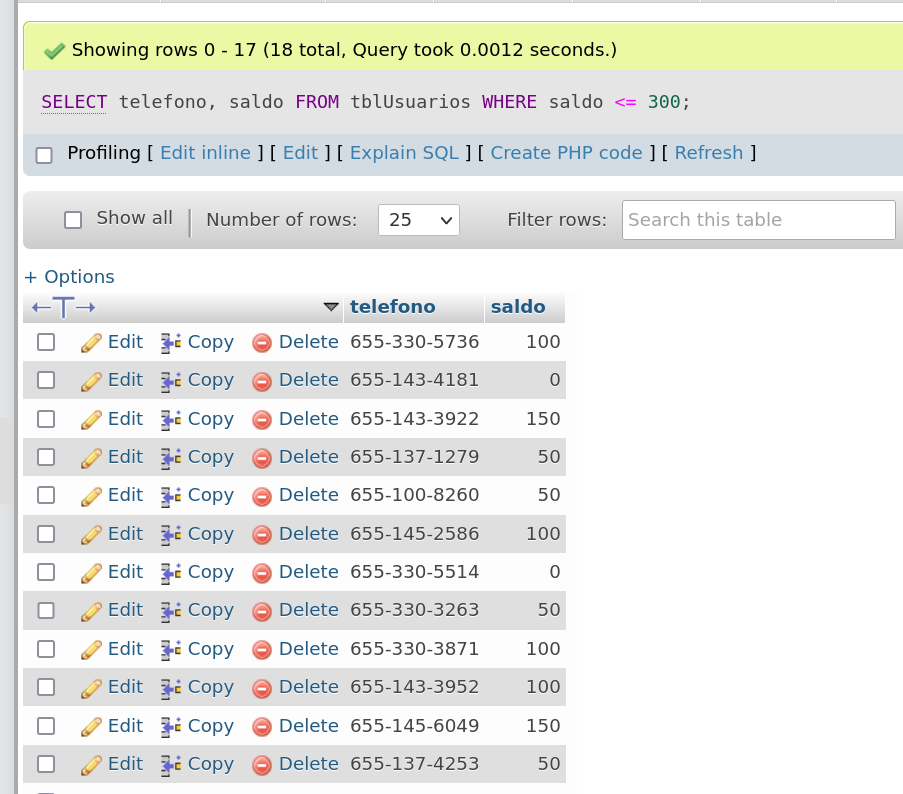 Showing rows 0 - 17 (18 total, Query took 0.0012 seconds.)
SELECT telefono, saldo FROM tblUsuarios WHERE saldo <= 300;
Profiling [ Edit inline ] [ Edit ] [ Explain SQL ] [ Create PHP code ] [ Refresh ]
Show all Number of rows: 25 Filter rows: Search this table
+ Options
←T→ telefono saldo
Edit Copy Delete 655-330-5736 100
Edit Copy Delete 655-143-4181 0
Edit Copy Delete 655-143-3922 150
Edit Copy Delete 655-137-1279 50
Edit Copy Delete 655-100-8260 50
Edit Copy Delete 655-145-2586 100
Edit Copy Delete 655-330-5514 0
Edit Copy Delete 655-330-3263 50
Edit Copy Delete 655-330-3871 100
Edit Copy Delete 655-143-3952 100
Edit Copy Delete 655-145-6049 150
Edit Copy Delete 655-137-4253 50